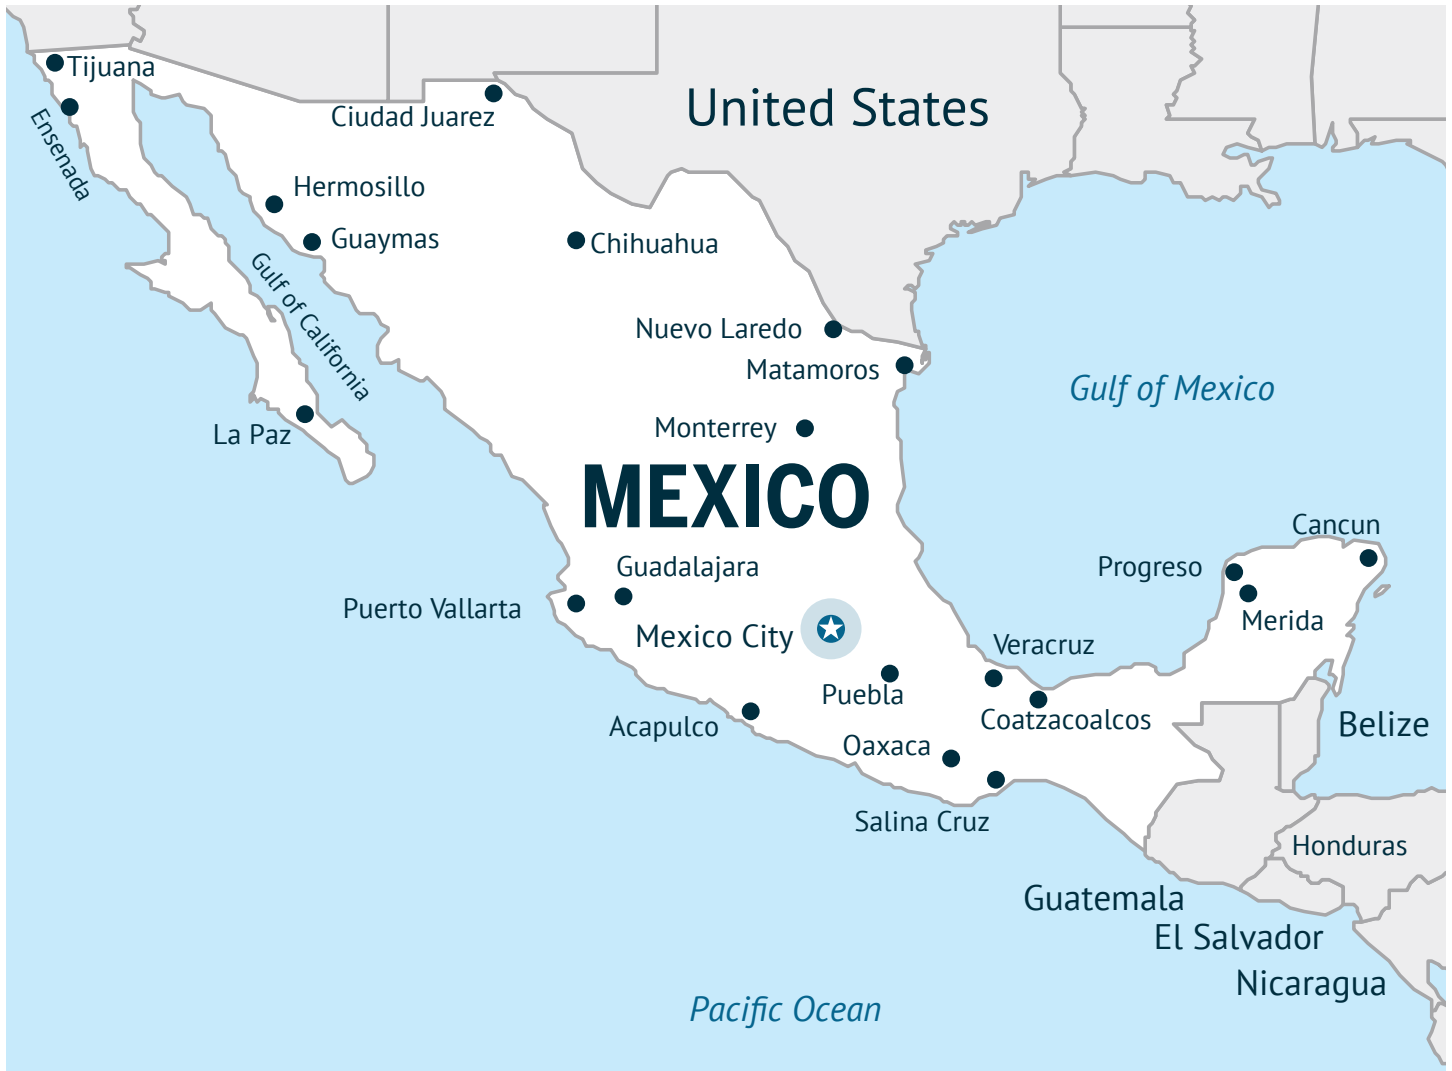 Tijuana
Ensenada
Ciudad Juarez
United States
Hermosillo
Guaymas
Chihuahua
Gulf of California
Nuevo Laredo
Matamoros
Gulf of Mexico
La Paz
Monterrey
MEXICO
Cancun
Progreso
Guadalajara
Puerto Vallarta
Merida
Mexico City
Veracruz
Puebla
Coatzacoalcos
Acapulco
Belize
Oaxaca
Salina Cruz
Honduras
Guatemala
El Salvador
Nicaragua
Pacific Ocean